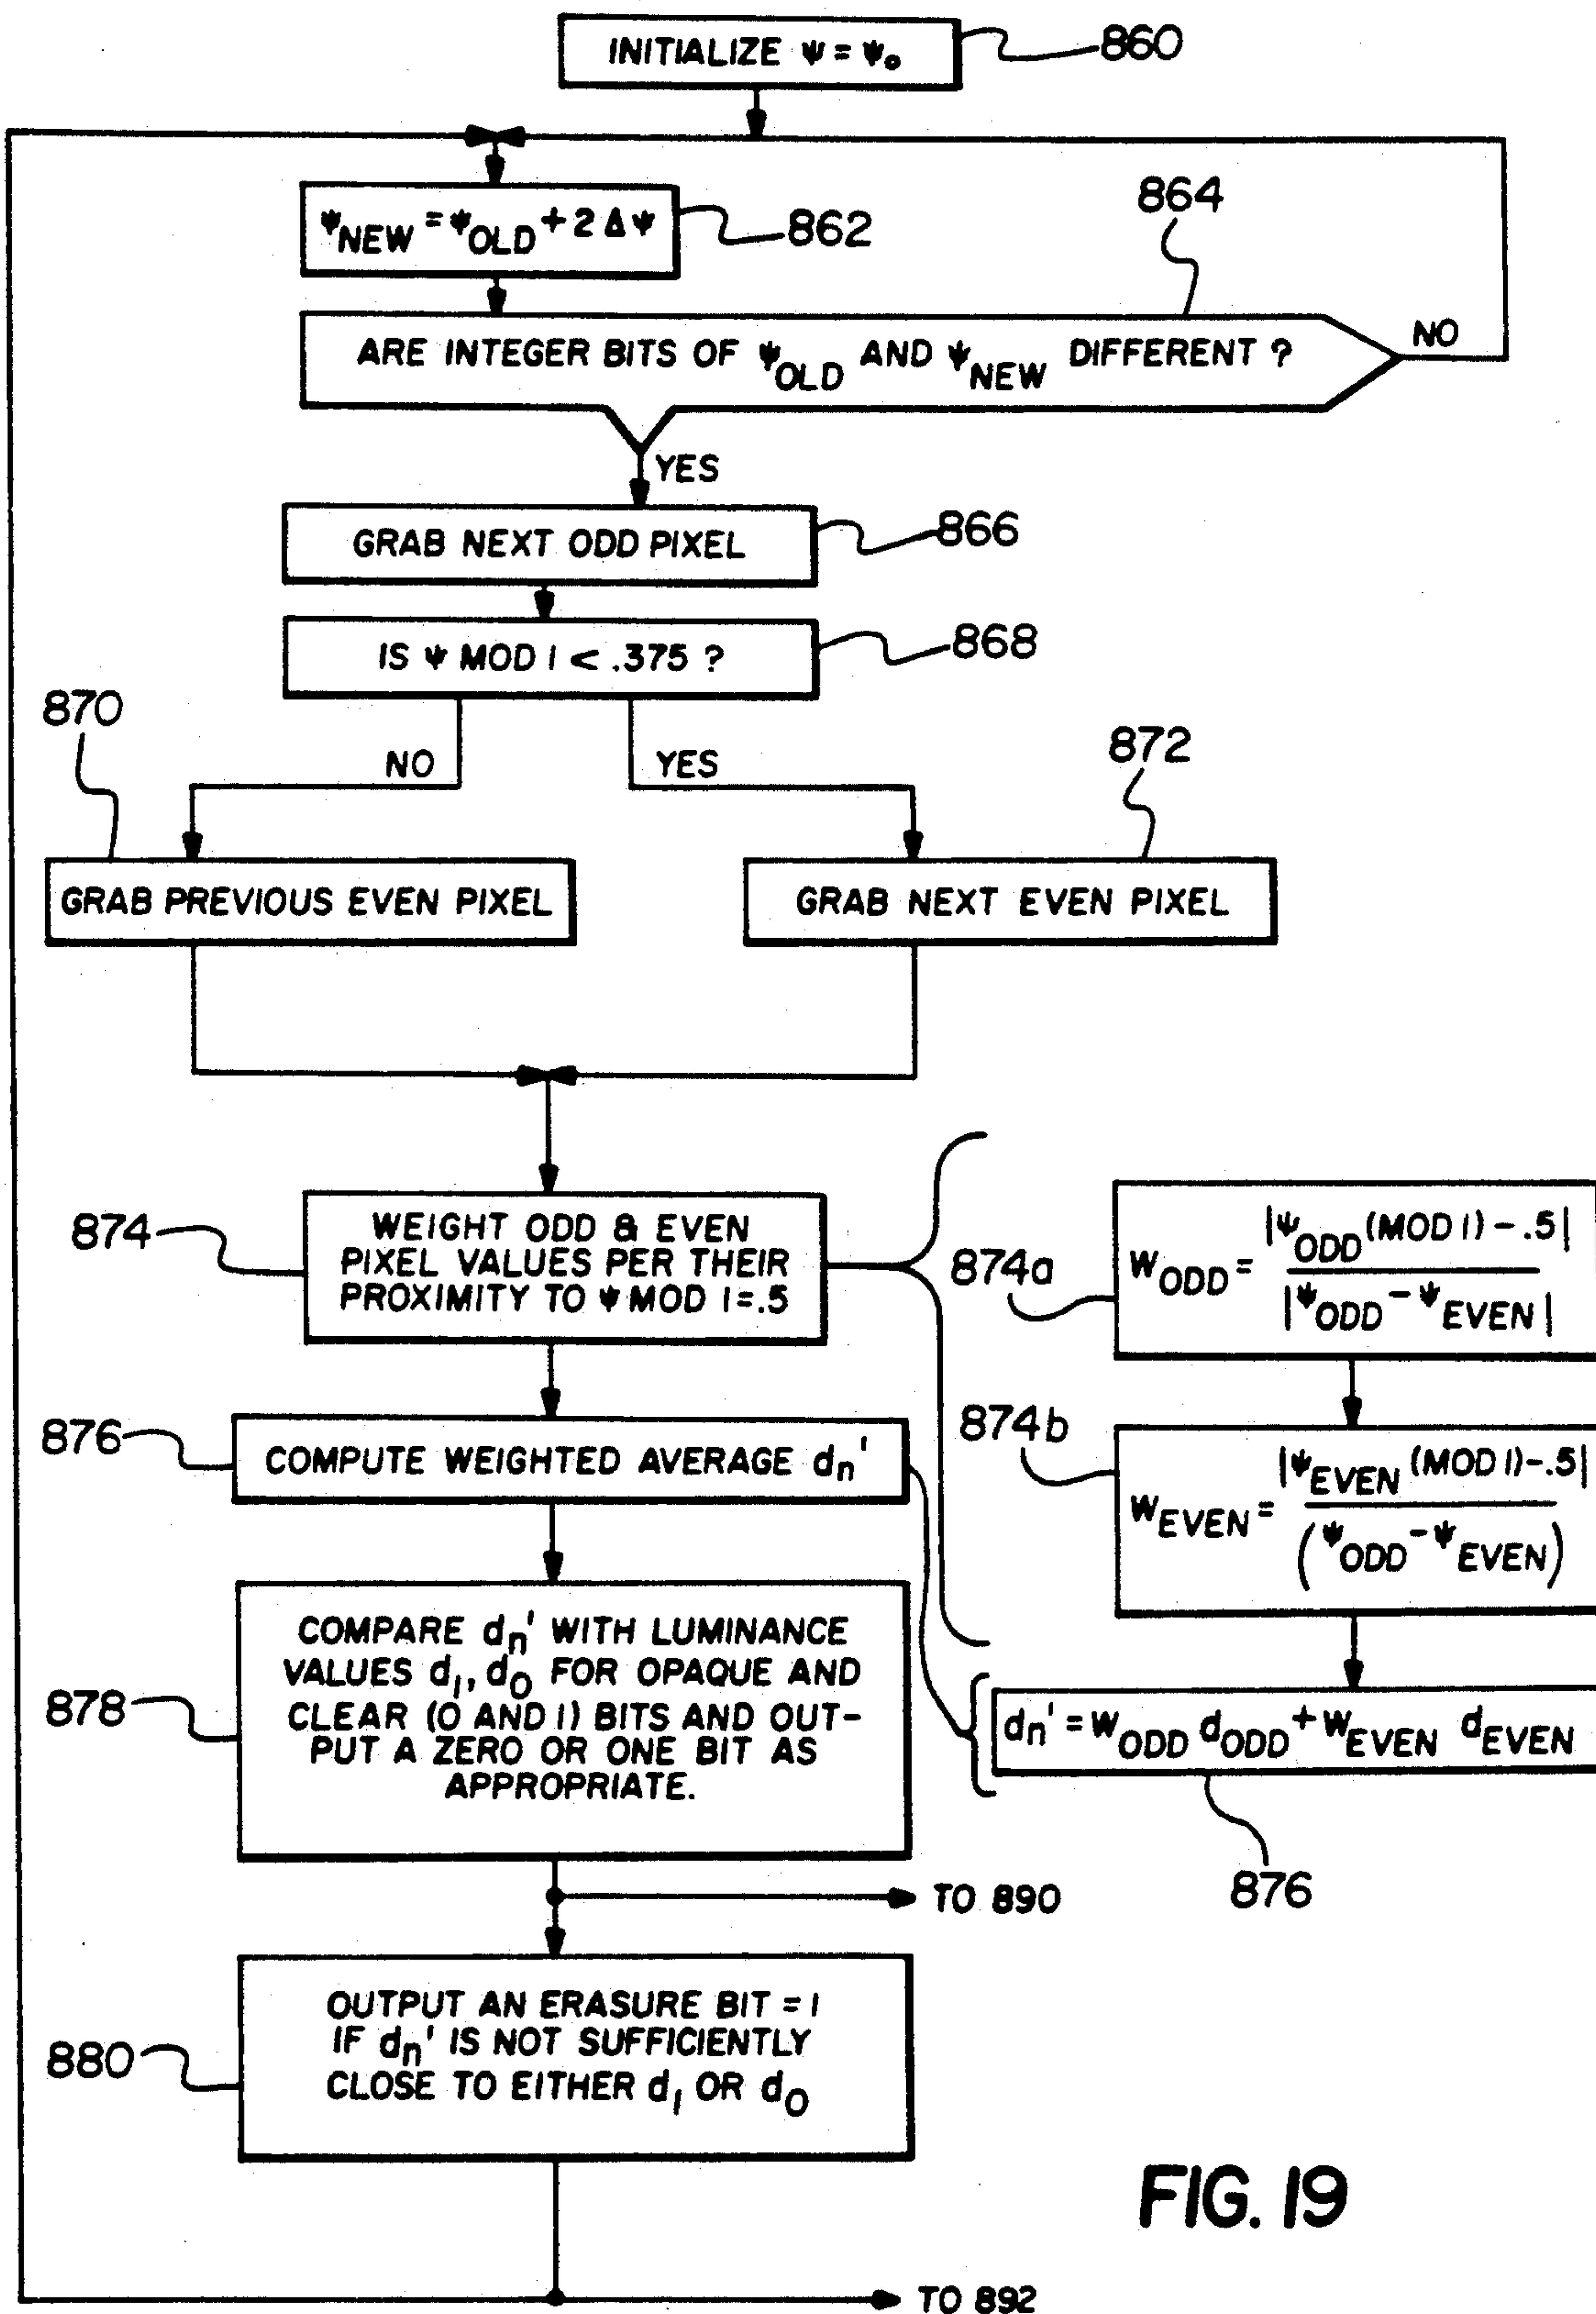 INITIALIZE ψ = ψ₀
860
ψNEW = ψOLD + 2 Δ ψ
862
864
ARE INTEGER BITS OF ψOLD AND ψNEW DIFFERENT ?
NO
YES
GRAB NEXT ODD PIXEL
866
IS ψ MOD 1 < .375 ?
868
870
NO
YES
872
GRAB PREVIOUS EVEN PIXEL
GRAB NEXT EVEN PIXEL
874
WEIGHT ODD & EVEN
PIXEL VALUES PER THEIR
PROXIMITY TO ψ MOD 1 = .5
874a
WODD = |ψODD (MOD 1) - .5|
|ψODD - ψEVEN|
876
COMPUTE WEIGHTED AVERAGE dn'
874b
WEVEN = |ψEVEN (MOD 1) - .5|
(ψODD - ψEVEN)
878
COMPARE dn' WITH LUMINANCE
VALUES d1, d0 FOR OPAQUE AND
CLEAR (0 AND 1) BITS AND OUT-
PUT A ZERO OR ONE BIT AS
APPROPRIATE.
dn' = WODD dODD + WEVEN dEVEN
876
TO 890
880
OUTPUT AN ERASURE BIT = 1
IF dn' IS NOT SUFFICIENTLY
CLOSE TO EITHER d1 OR d0
FIG. 19
TO 892